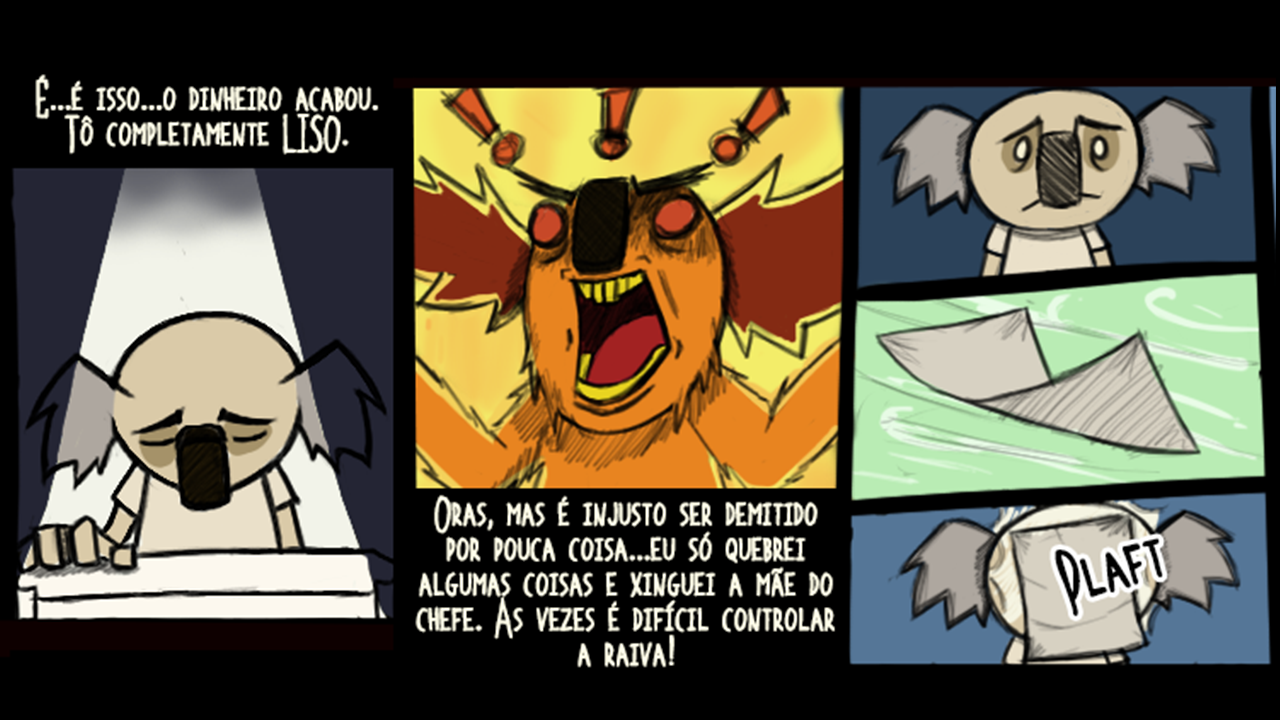 É...É ISSO...O DINHEIRO ACABOU.
TÔ COMPLETAMENTE LISO.
ORAS, MAS É INJUSTO SER DEMITIDO
POR POUCA COISA...EU SÓ QUEBREI
ALGUMAS COISAS E XINGUEI A MÃE DO
CHEFE. AS VEZES É DIFÍCIL CONTROLAR
A RAIVA!
PLAFT